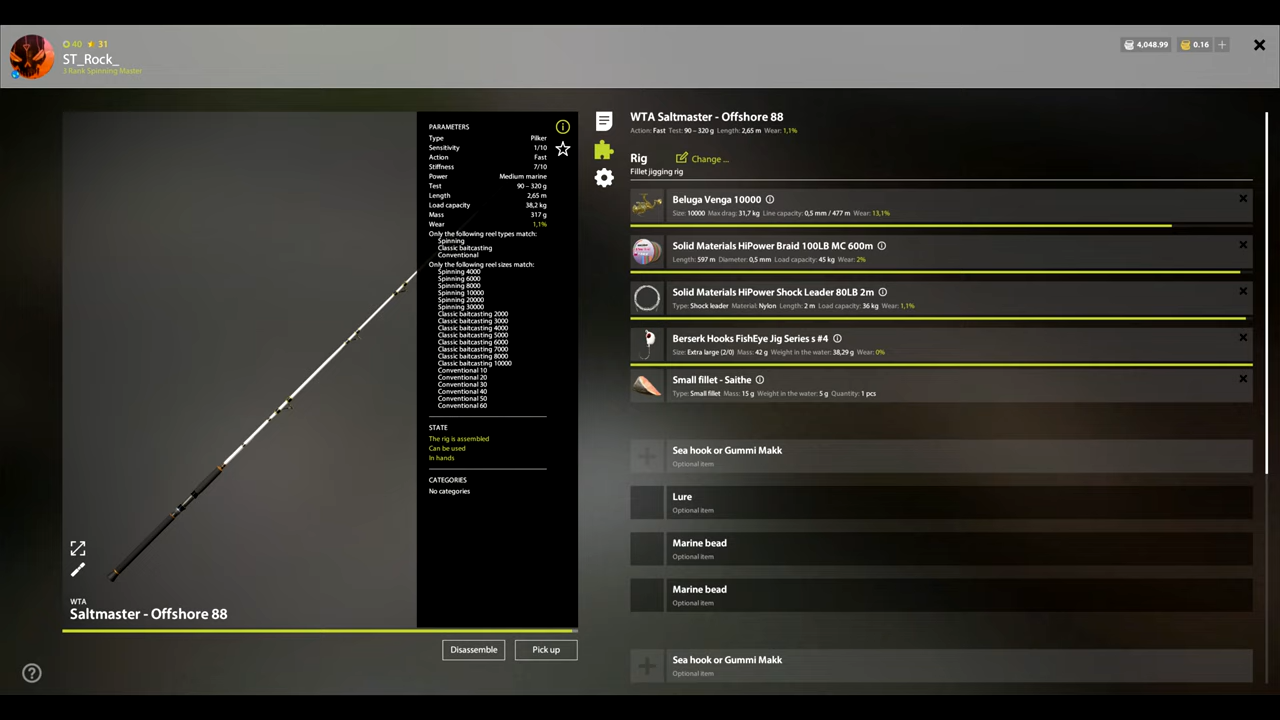 40 31
ST_Rock_
3 Rank Spinning Master
4,048.99 0.16
PARAMETERS
Type Pilker
Sensitivity 1/10
Action Fast
Stiffness 7/10
Power Medium marine
Test 90 – 320 g
Length 2,65 m
Load capacity 38,2 kg
Mass 317 g
Wear 1,1%
Only the following reel types match:
Spinning
Classic baitcasting
Conventional
Only the following reel sizes match:
Spinning 4000
Spinning 6000
Spinning 8000
Spinning 10000
Spinning 20000
Spinning 30000
Classic baitcasting 2000
Classic baitcasting 3000
Classic baitcasting 4000
Classic baitcasting 5000
Classic baitcasting 6000
Classic baitcasting 7000
Classic baitcasting 8000
Classic baitcasting 10000
Conventional 10
Conventional 20
Conventional 30
Conventional 40
Conventional 50
Conventional 60
STATE
The rig is assembled
Can be used
In hands
CATEGORIES
No categories
WTA
Saltmaster - Offshore 88
Disassemble Pick up
WTA Saltmaster - Offshore 88
Action: Fast Test: 90 – 320 g Length: 2,65 m Wear: 1,1%
Rig Change ...
Fillet jigging rig
Beluga Venga 10000
Size: 10000 Max drag: 31,7 kg Line capacity: 0,5 mm / 477 m Wear: 13,1%
Solid Materials HiPower Braid 100LB MC 600m
Length: 597 m Diameter: 0,5 mm Load capacity: 45 kg Wear: 2%
Solid Materials HiPower Shock Leader 80LB 2m
Type: Shock leader Material: Nylon Length: 2 m Load capacity: 36 kg Wear: 1,1%
Berserk Hooks FishEye Jig Series s #4
Size: Extra large (2/0) Mass: 42 g Weight in the water: 38,29 g Wear: 0%
Small fillet - Saithe
Type: Small fillet Mass: 15 g Weight in the water: 5 g Quantity: 1 pcs
Sea hook or Gummi Makk
Optional item
Lure
Optional item
Marine bead
Optional item
Marine bead
Optional item
Sea hook or Gummi Makk
Optional item